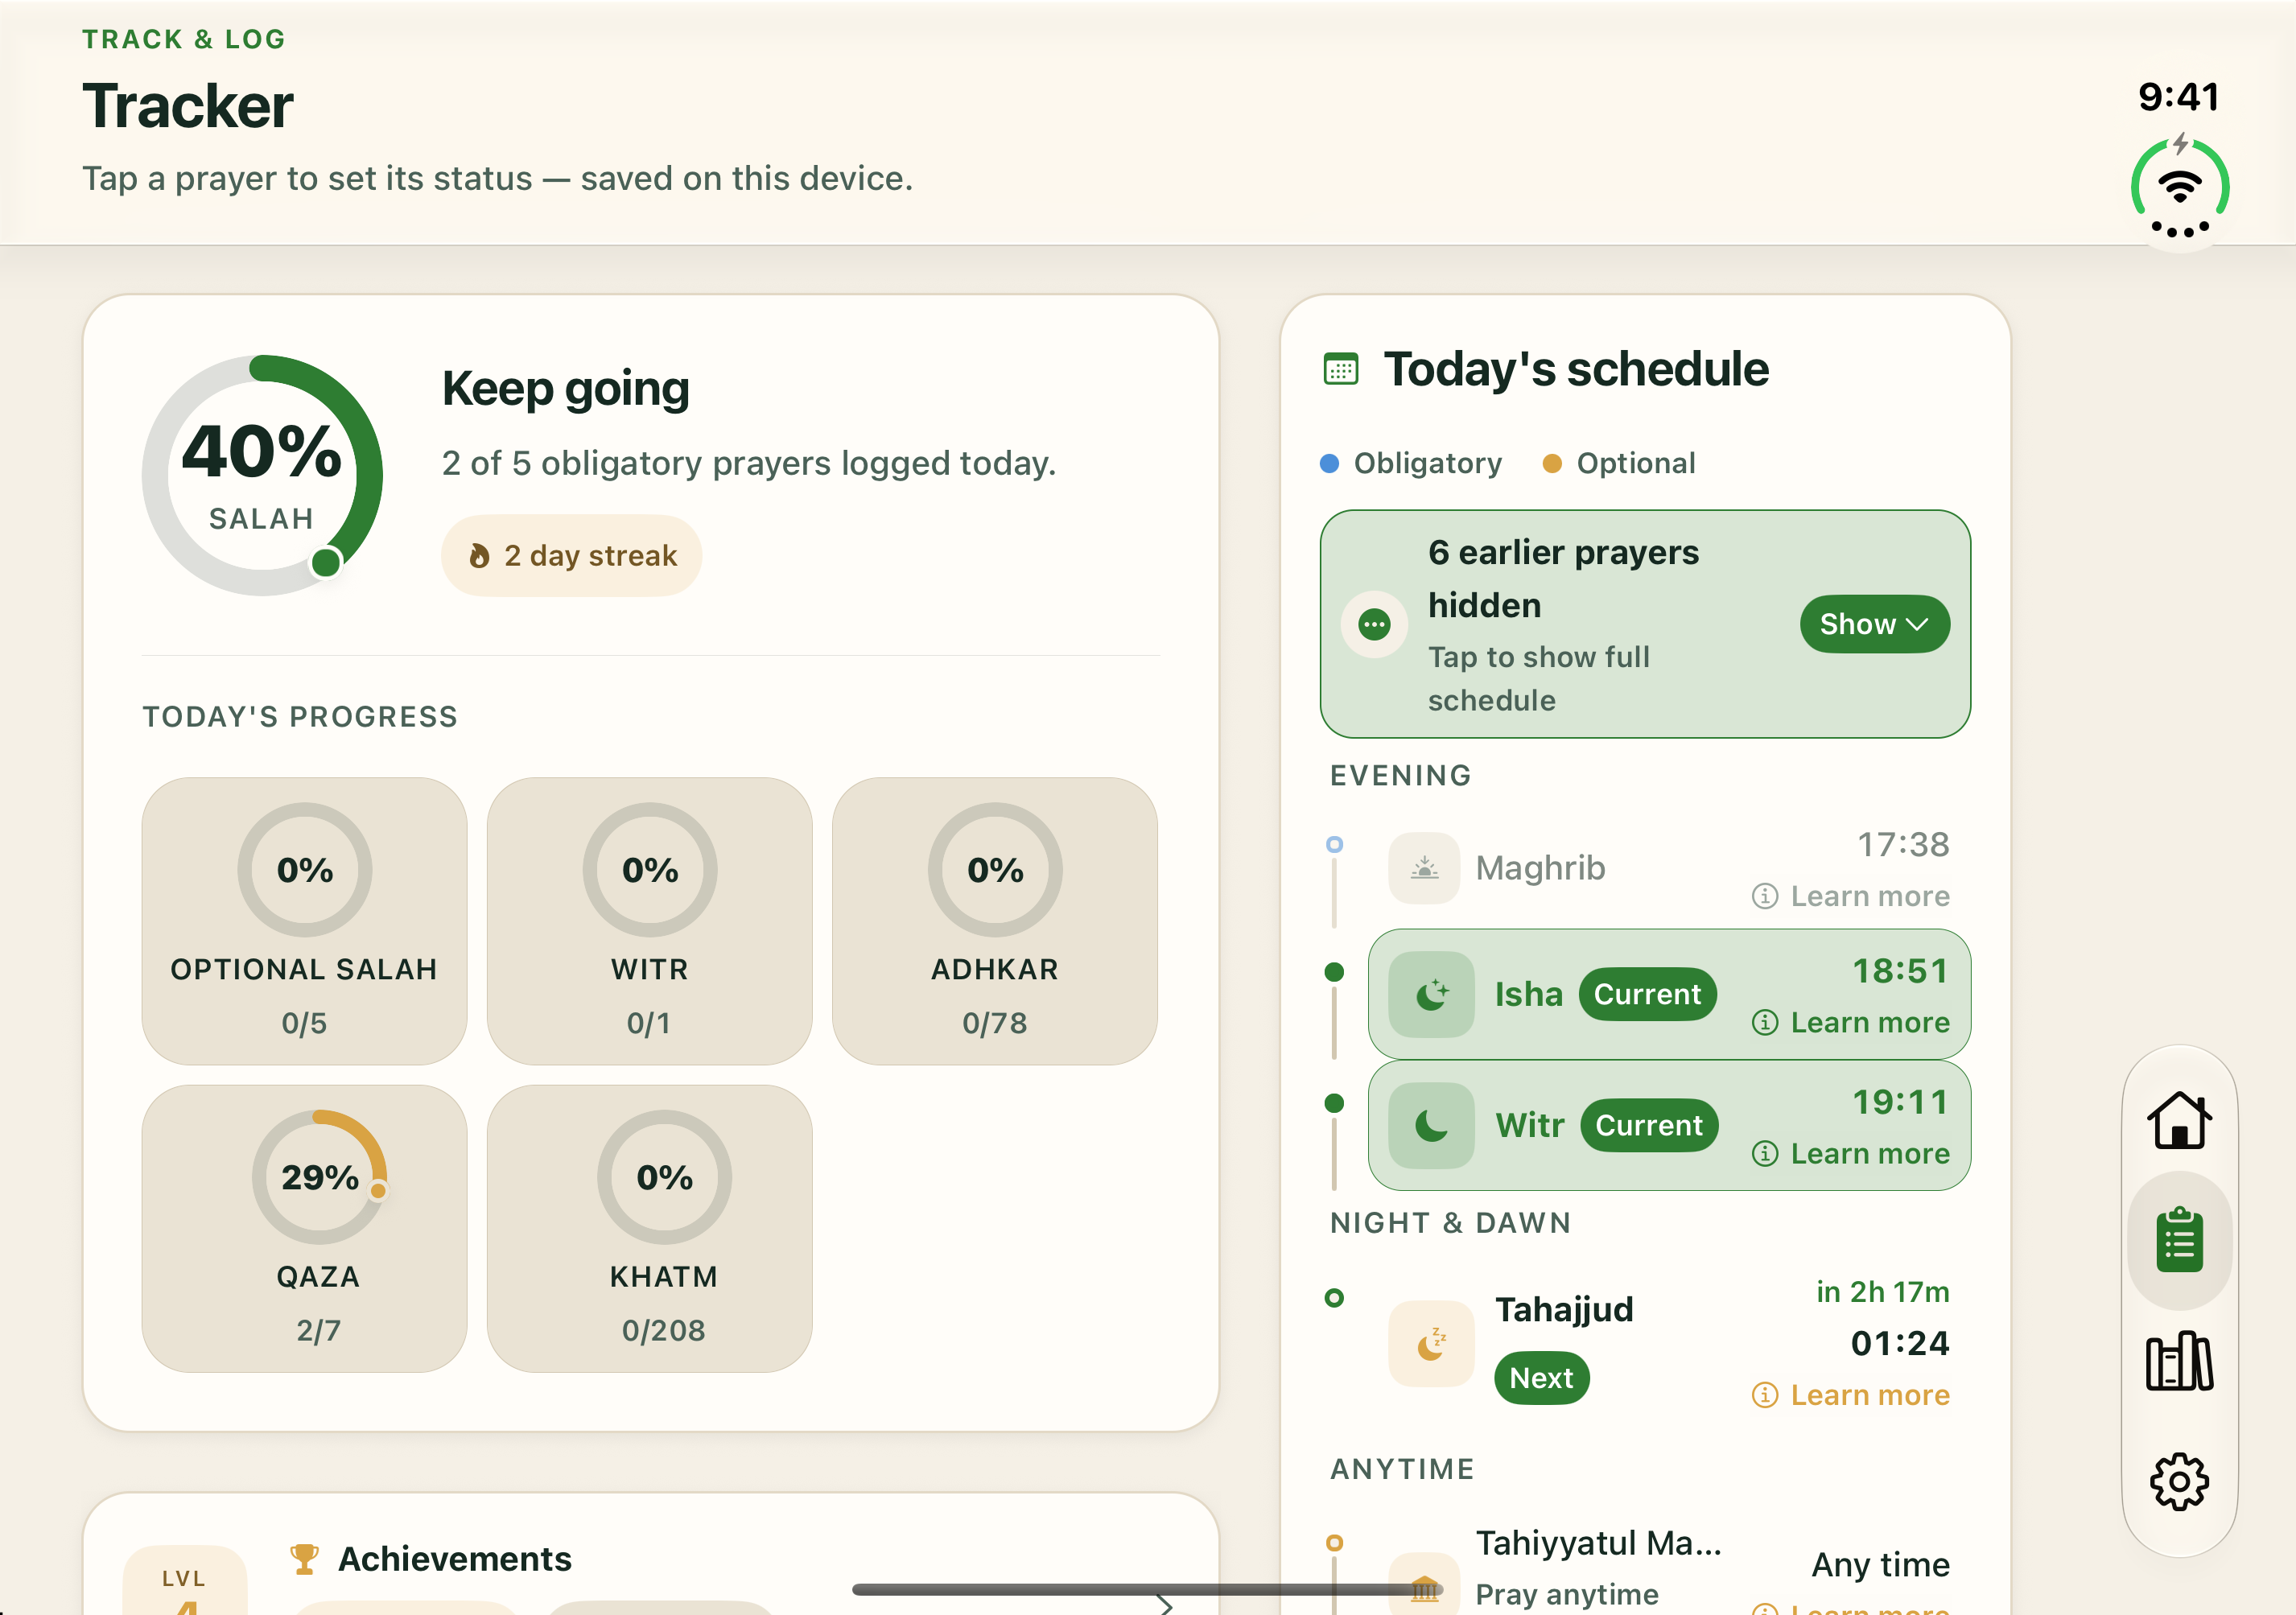 TRACK & LOG
Tracker
Tap a prayer to set its status — saved on this device.
9:41
40%
SALAH
Keep going
2 of 5 obligatory prayers logged today.
2 day streak
TODAY'S PROGRESS
0%
OPTIONAL SALAH
0/5
0%
WITR
0/1
0%
ADHKAR
0/78
29%
QAZA
2/7
0%
KHATM
0/208
LVL
4
Achievements
Today's schedule
Obligatory
Optional
6 earlier prayers
hidden
Tap to show full
schedule
Show
EVENING
Maghrib
17:38
Learn more
Isha
Current
18:51
Learn more
Witr
Current
19:11
Learn more
NIGHT & DAWN
Tahajjud
Next
in 2h 17m
01:24
Learn more
ANYTIME
Tahiyyatul Ma...
Pray anytime
Any time
Learn more